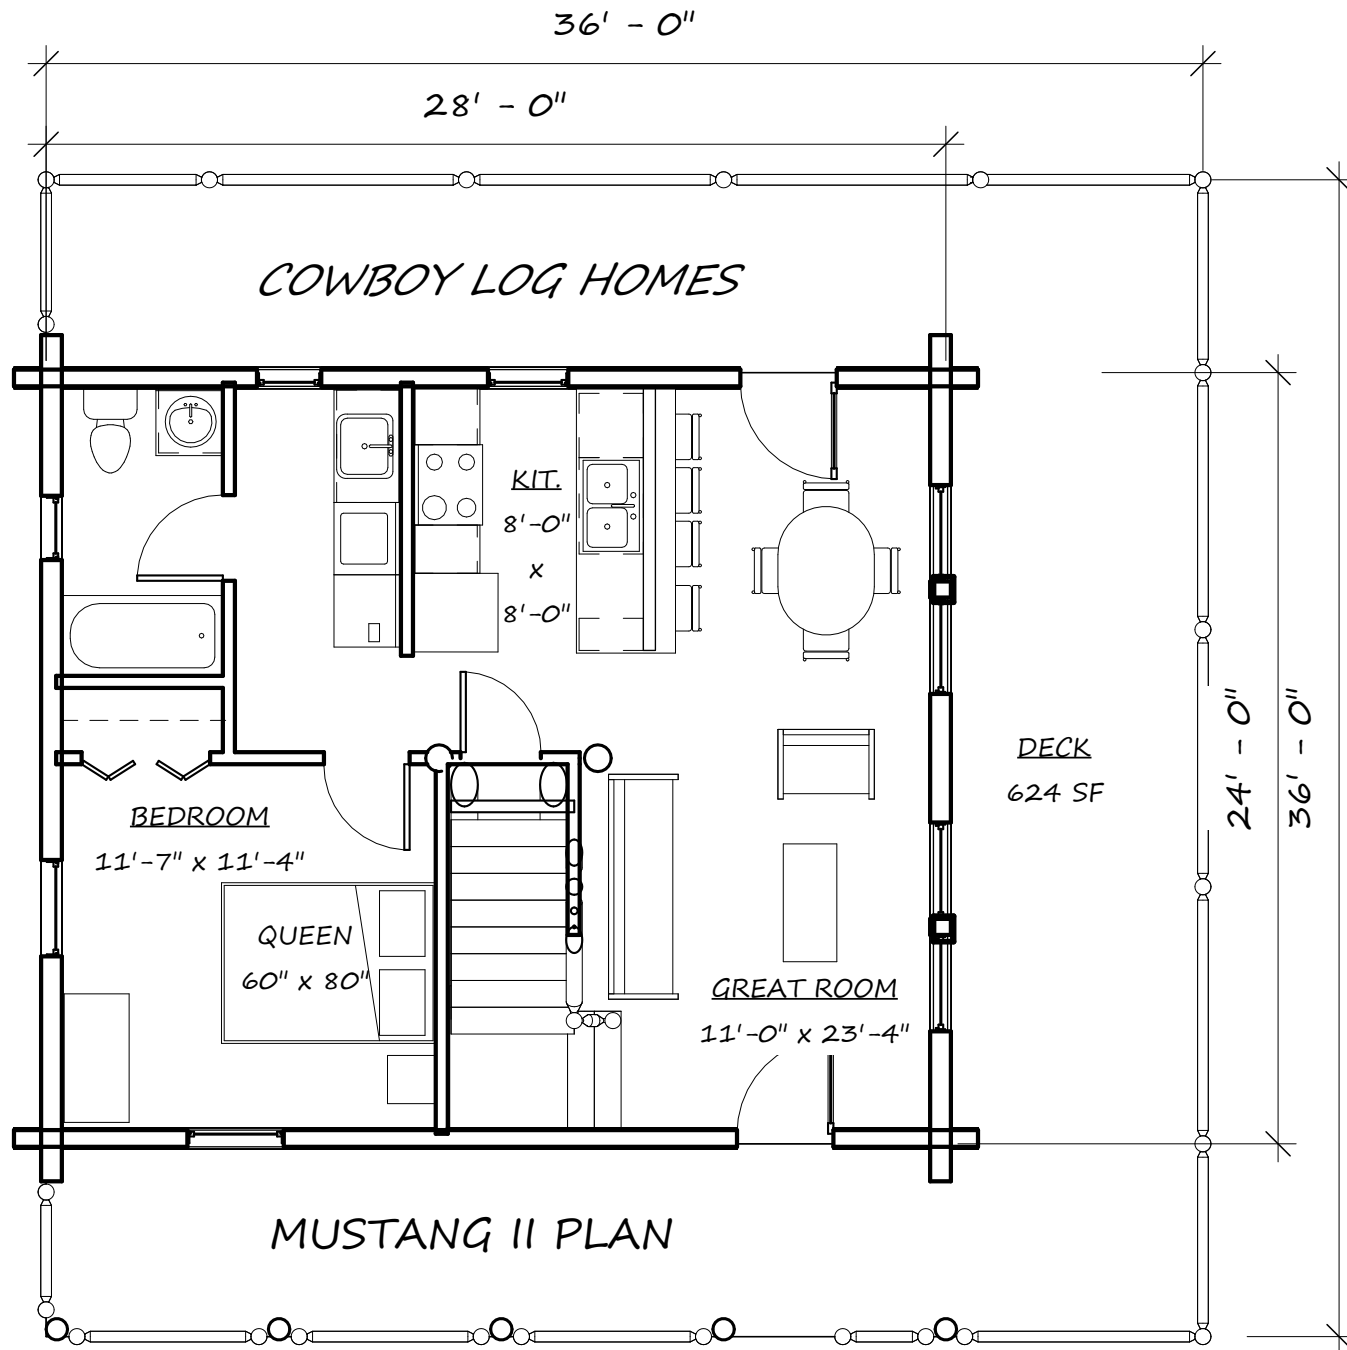 36' - 0"
28' - 0"
COWBOY LOG HOMES
KIT.
8'-0"
x
8'-0"
DECK
624 SF
24' - 0"
36' - 0"
BEDROOM
11'-7" x 11'-4"
QUEEN
60" x 80"
GREAT ROOM
11'-0" x 23'-4"
MUSTANG II PLAN